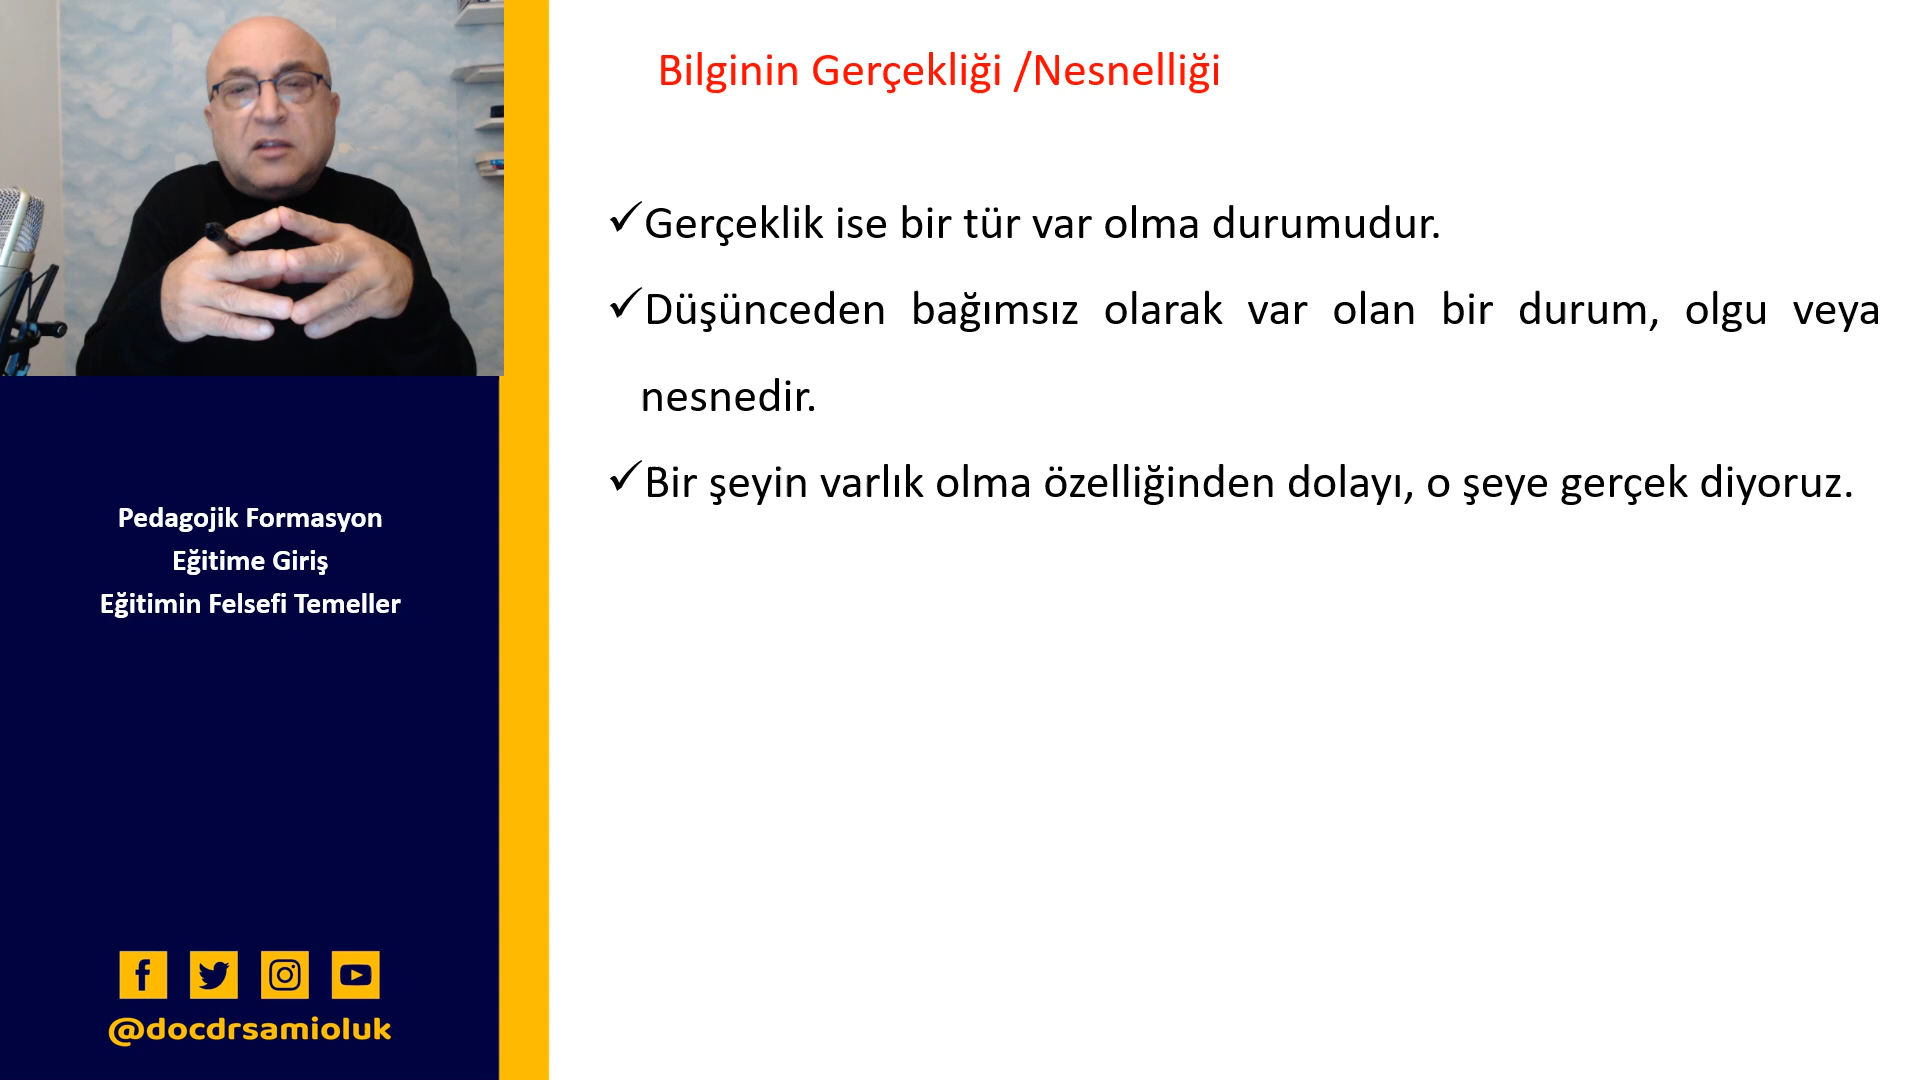 Bilginin Gerçekliği /Nesnelliği
✓Gerçeklik ise bir tür var olma durumudur.
✓Düşünceden bağımsız olarak var olan bir durum, olgu veya
nesnedir.
✓Bir şeyin varlık olma özelliğinden dolayı, o şeye gerçek diyoruz.
Pedagojik Formasyon
Eğitime Giriş
Eğitimin Felsefi Temeller
@docdrsamioluk